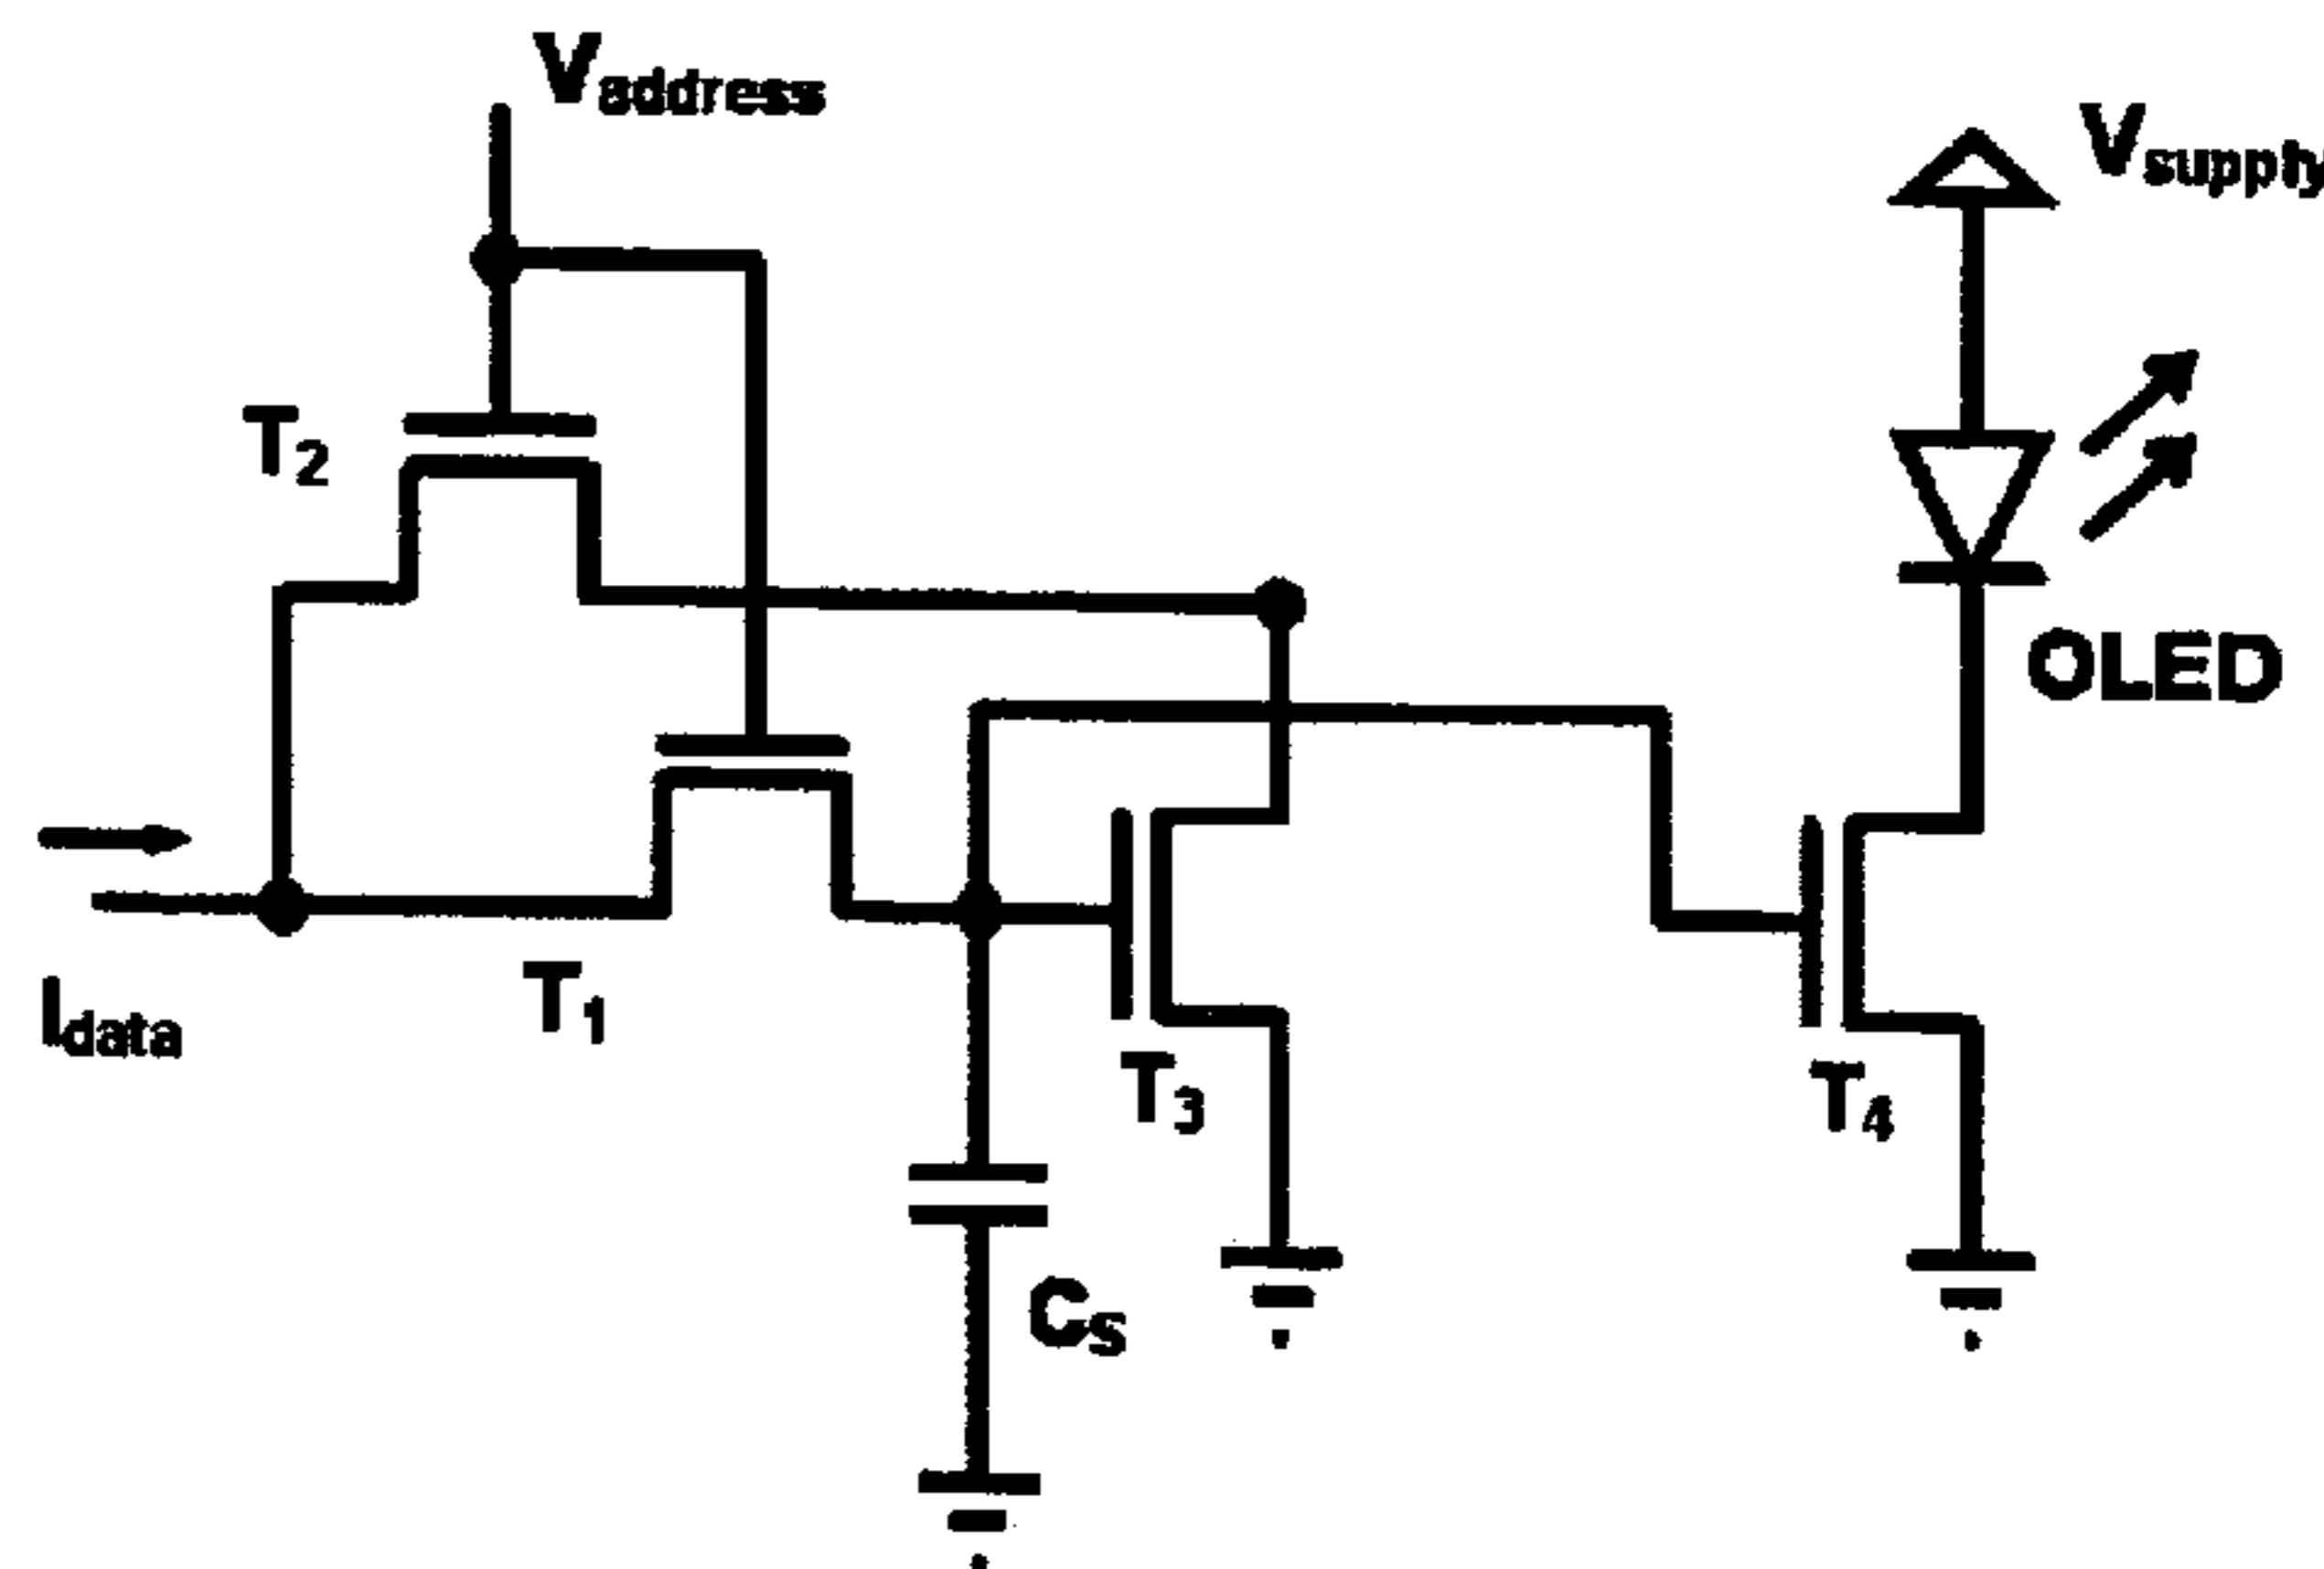 Vaddress
Vsupply
T2
OLED
Idata
T1
T3
T4
Cs